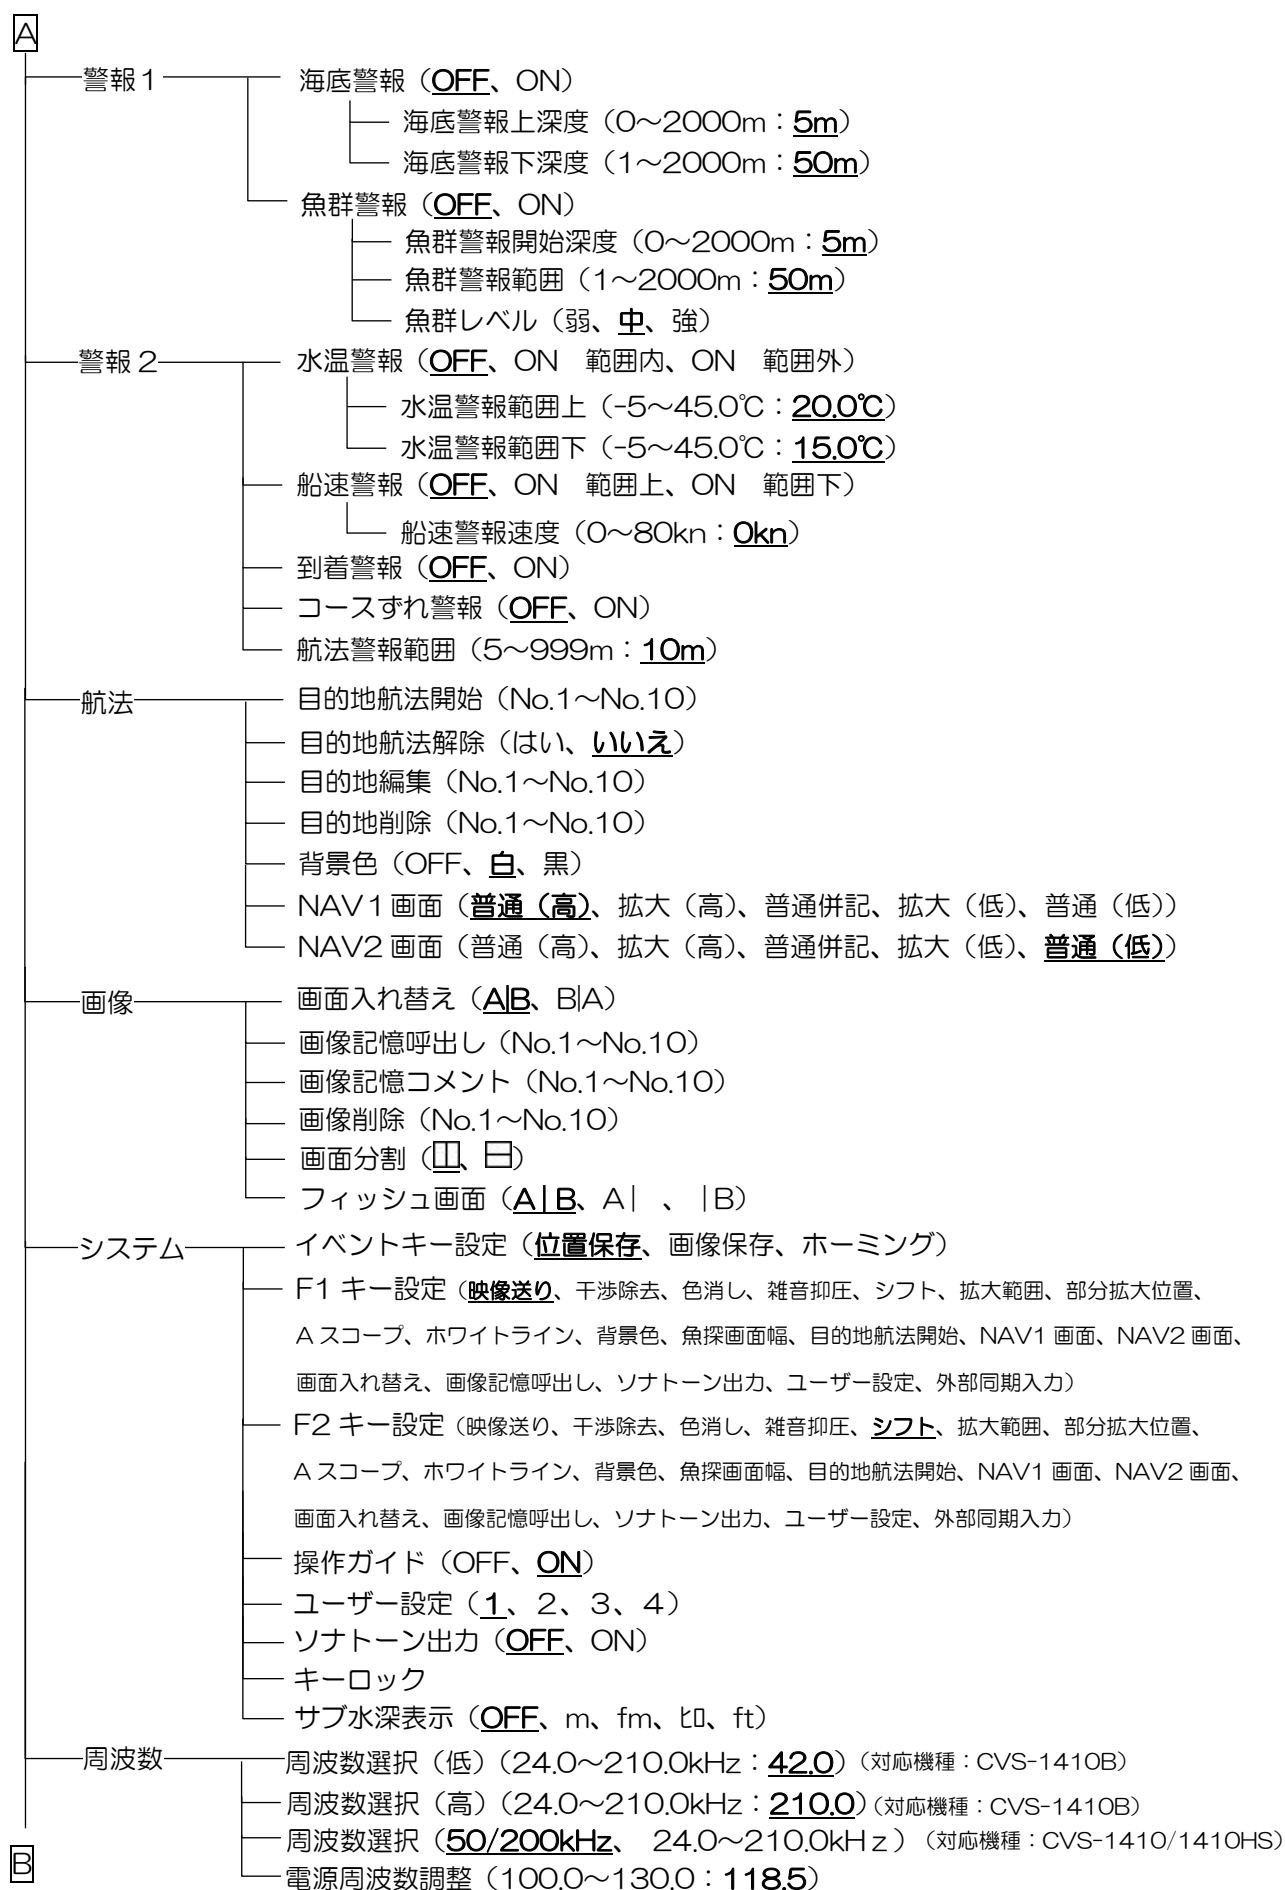 A
警報1
海底警報（OFF、ON）
海底警報上深度（0～2000m：5m）
海底警報下深度（1～2000m：50m）
魚群警報（OFF、ON）
魚群警報開始深度（0～2000m：5m）
魚群警報範囲（1～2000m：50m）
魚群レベル（弱、中、強）
警報2
水温警報（OFF、ON　範囲内、ON　範囲外）
水温警報範囲上（-5～45.0℃：20.0℃）
水温警報範囲下（-5～45.0℃：15.0℃）
船速警報（OFF、ON　範囲上、ON　範囲下）
船速警報速度（0～80kn：0kn）
到着警報（OFF、ON）
コースずれ警報（OFF、ON）
航法警報範囲（5～999m：10m）
航法
目的地航法開始（No.1～No.10）
目的地航法解除（はい、いいえ）
目的地編集（No.1～No.10）
目的地削除（No.1～No.10）
背景色（OFF、白、黒）
NAV1画面（普通（高）、拡大（高）、普通併記、拡大（低）、普通（低））
NAV2画面（普通（高）、拡大（高）、普通併記、拡大（低）、普通（低））
画像
画面入れ替え（A|B、B|A）
画像記憶呼出し（No.1～No.10）
画像記憶コメント（No.1～No.10）
画像削除（No.1～No.10）
画面分割（、）
フィッシュ画面（A|B、A|　、　|B）
システム
イベントキー設定（位置保存、画像保存、ホーミング）
F1 キー設定（映像送り、干渉除去、色消し、雑音抑圧、シフト、拡大範囲、部分拡大位置、
A スコープ、ホワイトライン、背景色、魚探画面幅、目的地航法開始、NAV1 画面、NAV2 画面、
画面入れ替え、画像記憶呼出し、ソナトーン出力、ユーザー設定、外部同期入力）
F2 キー設定（映像送り、干渉除去、色消し、雑音抑圧、シフト、拡大範囲、部分拡大位置、
A スコープ、ホワイトライン、背景色、魚探画面幅、目的地航法開始、NAV1 画面、NAV2 画面、
画面入れ替え、画像記憶呼出し、ソナトーン出力、ユーザー設定、外部同期入力）
操作ガイド（OFF、ON）
ユーザー設定（1、2、3、4）
ソナトーン出力（OFF、ON）
キーロック
サブ水深表示（OFF、m、fm、ﾋﾛ、ft）
周波数
周波数選択（低）（24.0～210.0kHz：42.0）（対応機種：CVS-1410B）
周波数選択（高）（24.0～210.0kHz：210.0）（対応機種：CVS-1410B）
周波数選択（50/200kHz、　24.0～210.0kHｚ）（対応機種：CVS-1410/1410HS）
電源周波数調整（100.0～130.0：118.5）
B